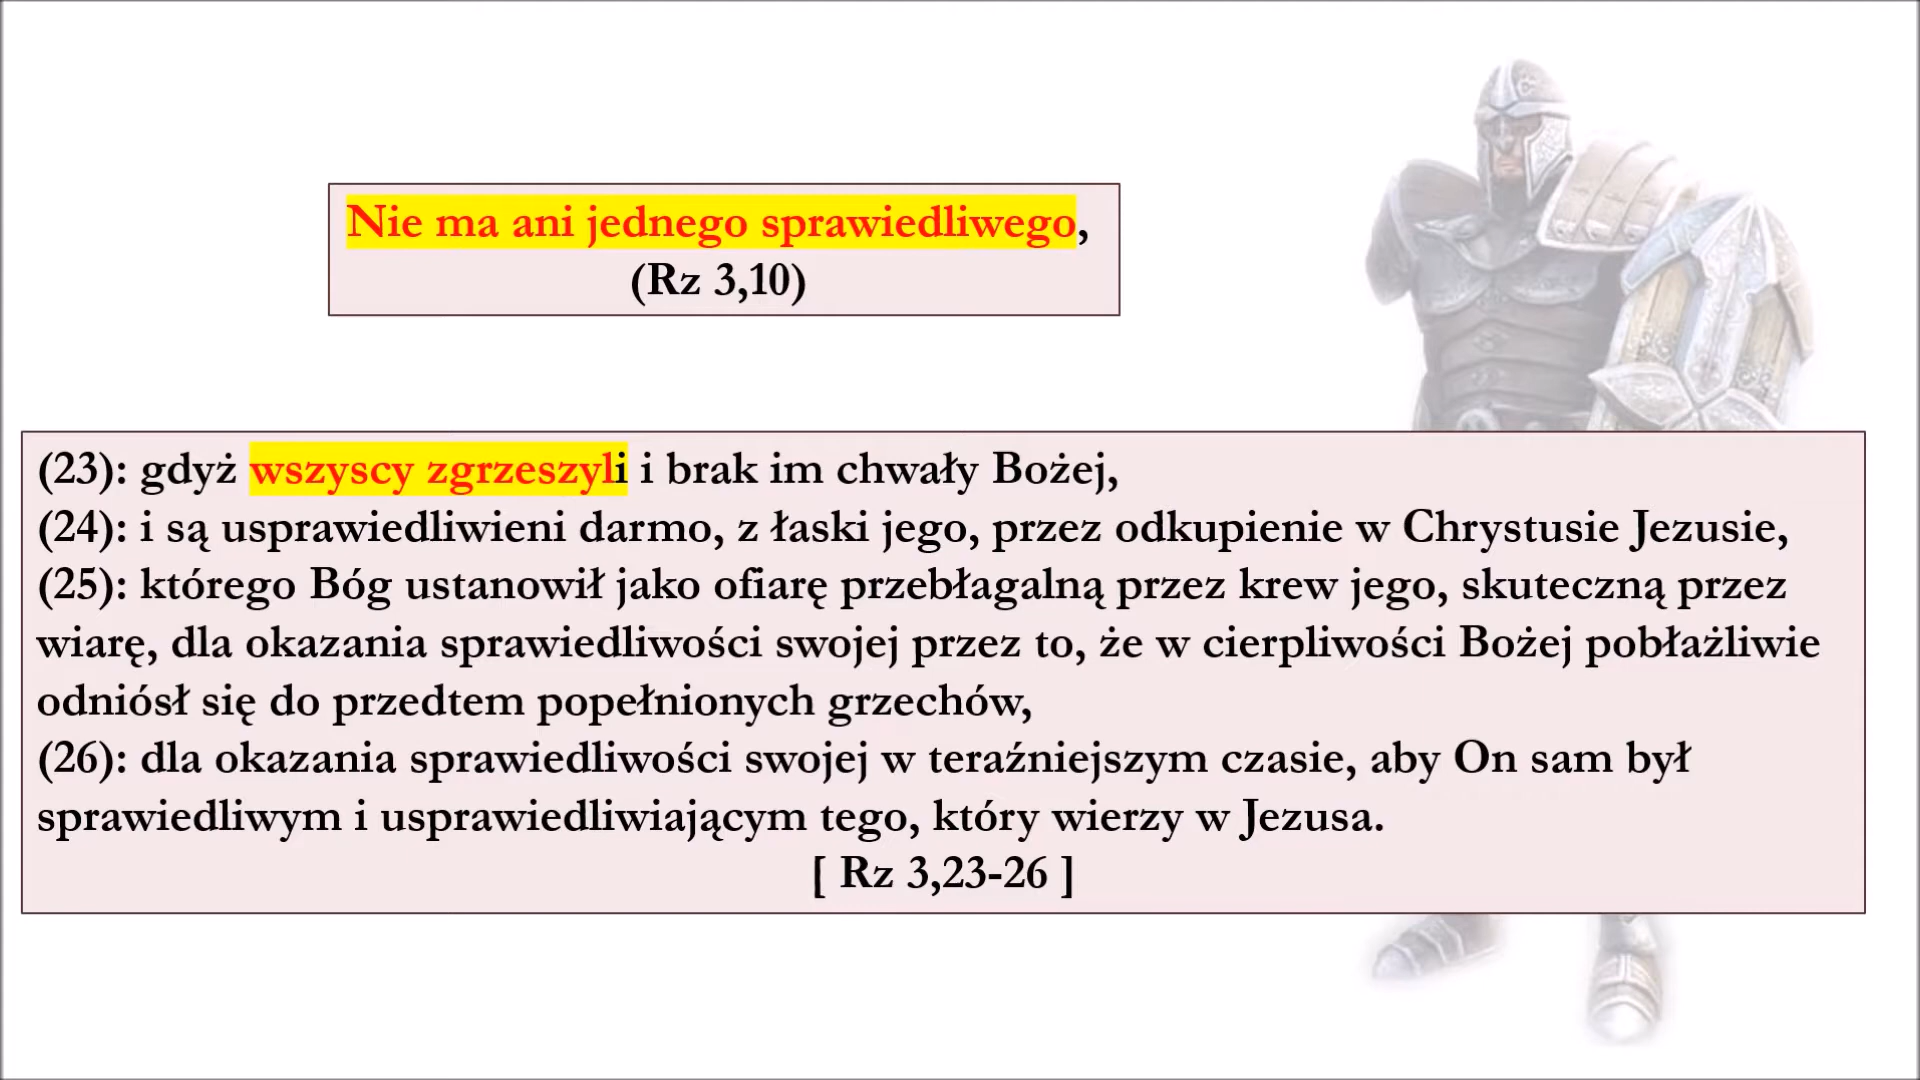 Nie ma ani jednego sprawiedliwego,
(Rz 3,10)
(23): gdyż wszyscy zgrzeszyli i brak im chwały Bożej,
(24): i są usprawiedliwieni darmo, z łaski jego, przez odkupienie w Chrystusie Jezusie,
(25): którego Bóg ustanowił jako ofiarę przebłagalną przez krew jego, skuteczną przez
wiarę, dla okazania sprawiedliwości swojej przez to, że w cierpliwości Bożej pobłażliwie
odniósł się do przedtem popełnionych grzechów,
(26): dla okazania sprawiedliwości swojej w teraźniejszym czasie, aby On sam był
sprawiedliwym i usprawiedliwiającym tego, który wierzy w Jezusa.
[ Rz 3,23-26 ]